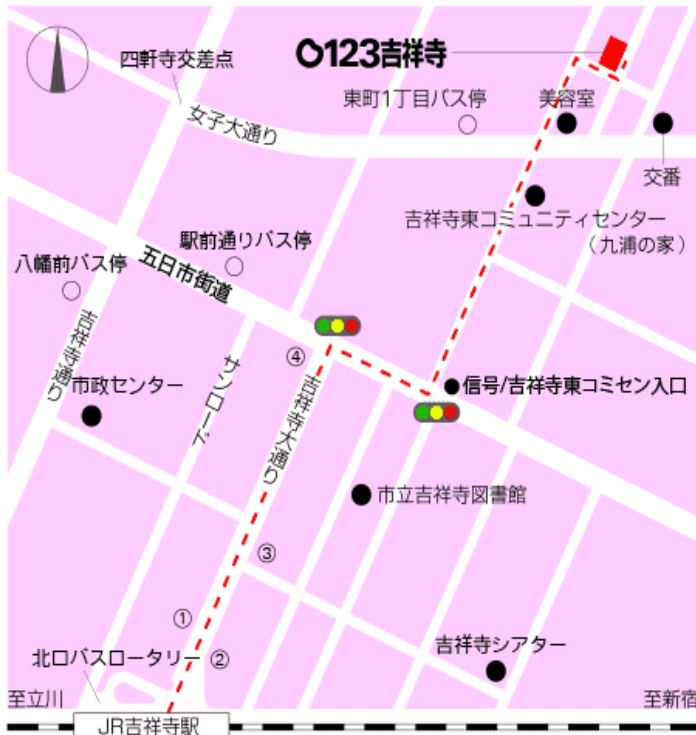 123吉祥寺
四軒寺交差点
東町1丁目バス停
美容室
女子大通り
交番
吉祥寺東コミュニティセンター
（九浦の家）
駅前通りバス停
八幡前バス停
五日市街道
吉祥寺通り
④
サンロード
吉祥寺大通り
市政センター
信号/吉祥寺東コミセン入口
市立吉祥寺図書館
③
①
②
吉祥寺シアター
北口バスロータリー
至立川
至新宿
JR吉祥寺駅